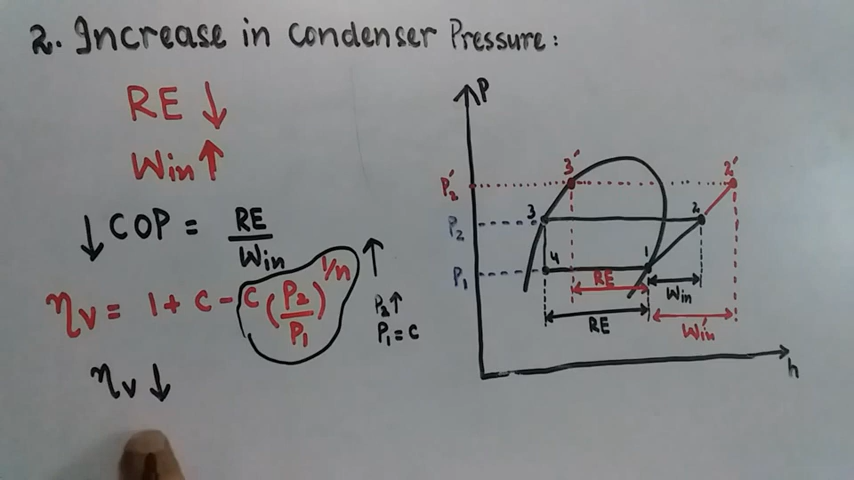 2. Increase in Condenser Pressure:
RE ↓
Win ↑
↓ COP = RE / Win
ηv = 1 + C - C (P2 / P1)^1/n ↑
P2 ↑
P1 = C
ηv ↓
P
P2'
P2
P1
3'
2'
3
2
4
1
RE
Win
RE
Win'
h